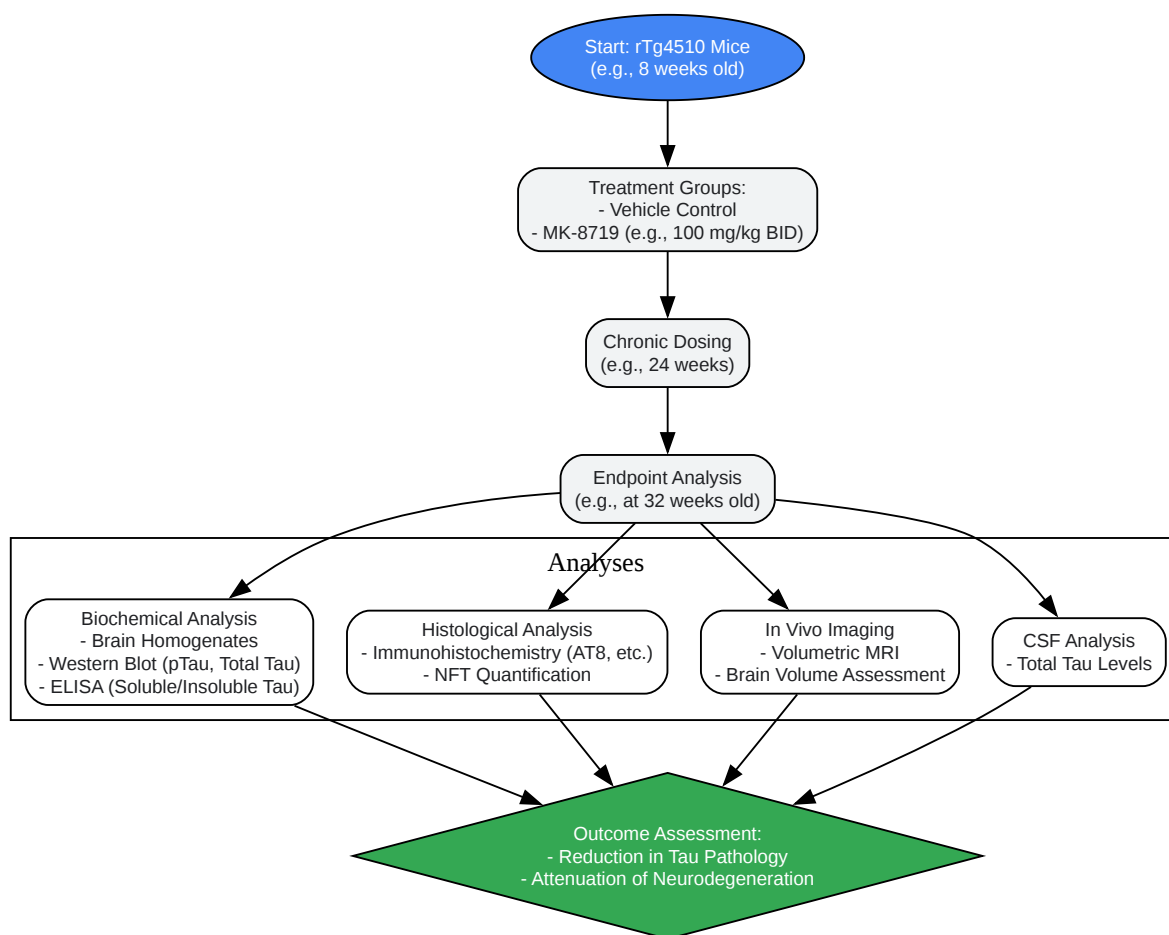 Start: rTg4510 Mice
(e.g., 8 weeks old)
Treatment Groups:
- Vehicle Control
- MK-8719 (e.g., 100 mg/kg BID)
Chronic Dosing
(e.g., 24 weeks)
Endpoint Analysis
(e.g., at 32 weeks old)
Analyses
Biochemical Analysis
- Brain Homogenates
- Western Blot (pTau, Total Tau)
- ELISA (Soluble/Insoluble Tau)
Histological Analysis
- Immunohistochemistry (AT8, etc.)
- NFT Quantification
In Vivo Imaging
- Volumetric MRI
- Brain Volume Assessment
CSF Analysis
- Total Tau Levels
Outcome Assessment:
- Reduction in Tau Pathology
- Attenuation of Neurodegeneration